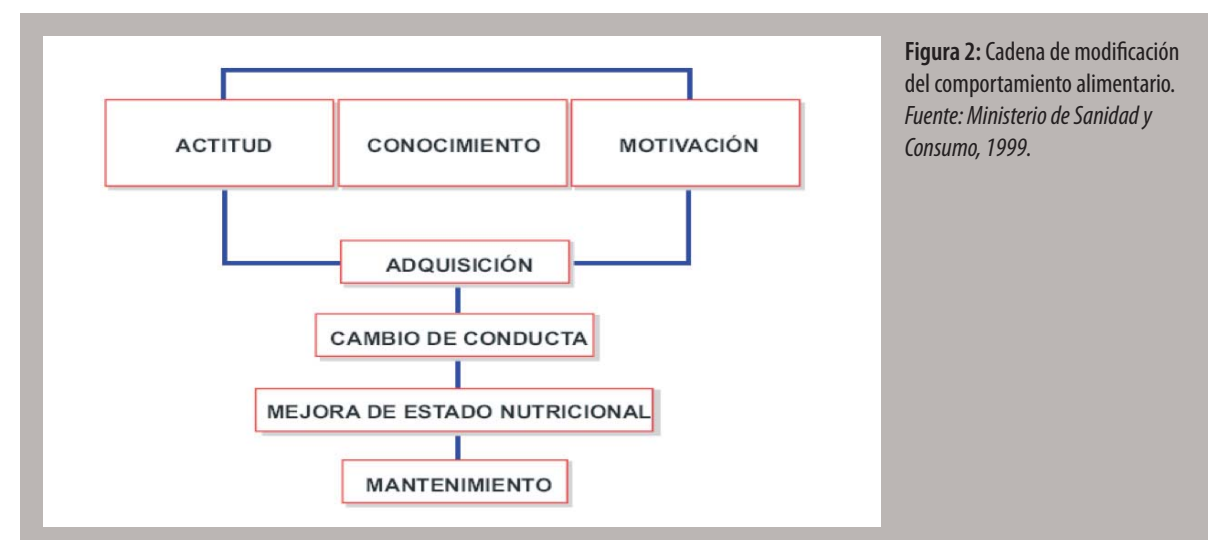 ACTITUD
CONOCIMIENTO
MOTIVACIÓN
ADQUISICIÓN
CAMBIO DE CONDUCTA
MEJORA DE ESTADO NUTRICIONAL
MANTENIMIENTO
Figura 2: Cadena de modificación
del comportamiento alimentario.
Fuente: Ministerio de Sanidad y
Consumo, 1999.